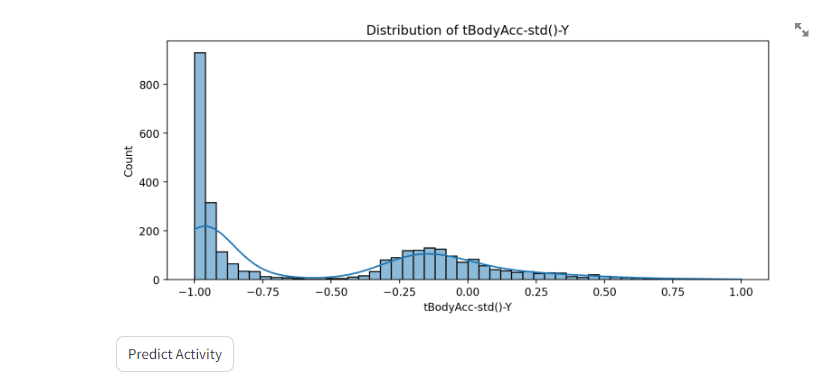 Distribution of tBodyAcc-std()-Y
Count
800
600
400
200
0
−1.00 −0.75 −0.50 −0.25 0.00 0.25 0.50 0.75 1.00
tBodyAcc-std()-Y
Predict Activity